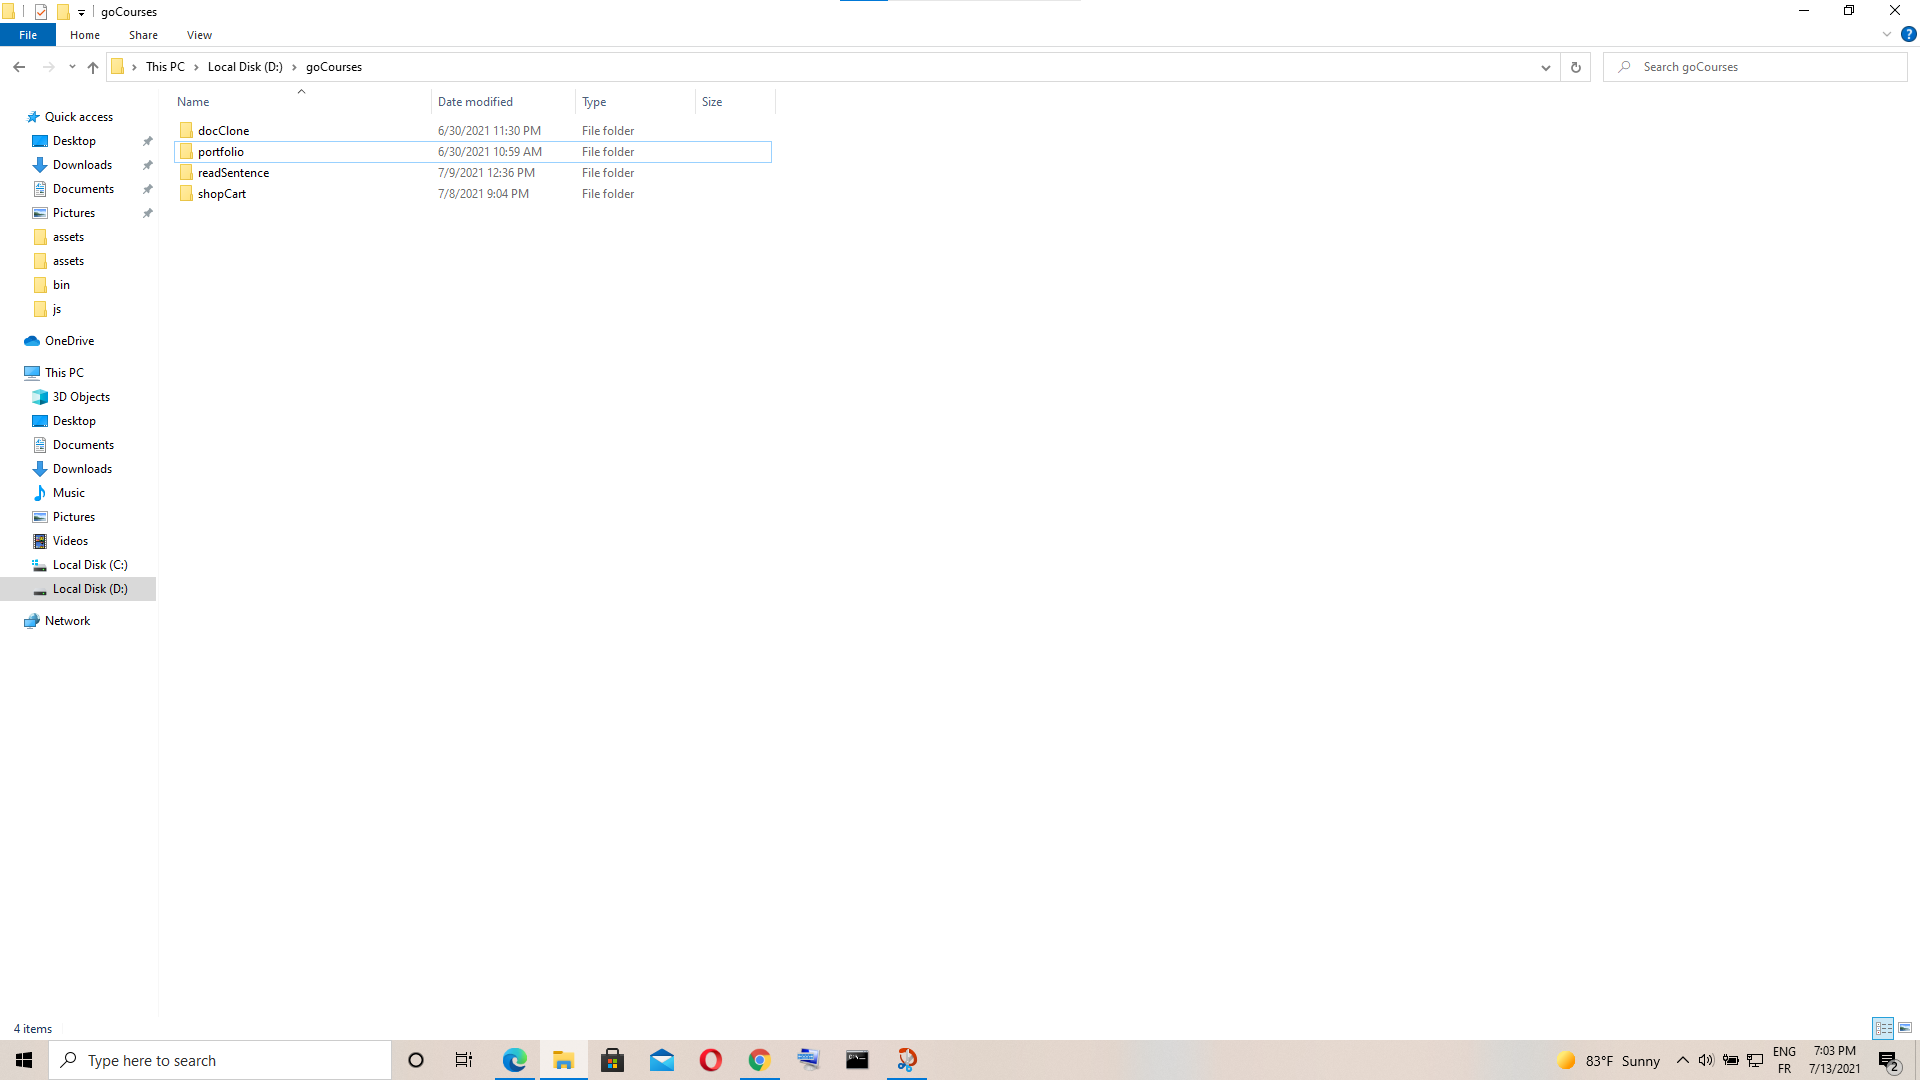 goCourses
File Home Share View
This PC Local Disk (D:) goCourses
Search goCourses
Name Date modified Type Size
docClone 6/30/2021 11:30 PM File folder
portfolio 6/30/2021 10:59 AM File folder
readSentence 7/9/2021 12:36 PM File folder
shopCart 7/8/2021 9:04 PM File folder
Quick access
Desktop
Downloads
Documents
Pictures
assets
assets
bin
js
OneDrive
This PC
3D Objects
Desktop
Documents
Downloads
Music
Pictures
Videos
Local Disk (C:)
Local Disk (D:)
Network
4 items
Type here to search
83°F Sunny
ENG
FR
7:03 PM
7/13/2021
2